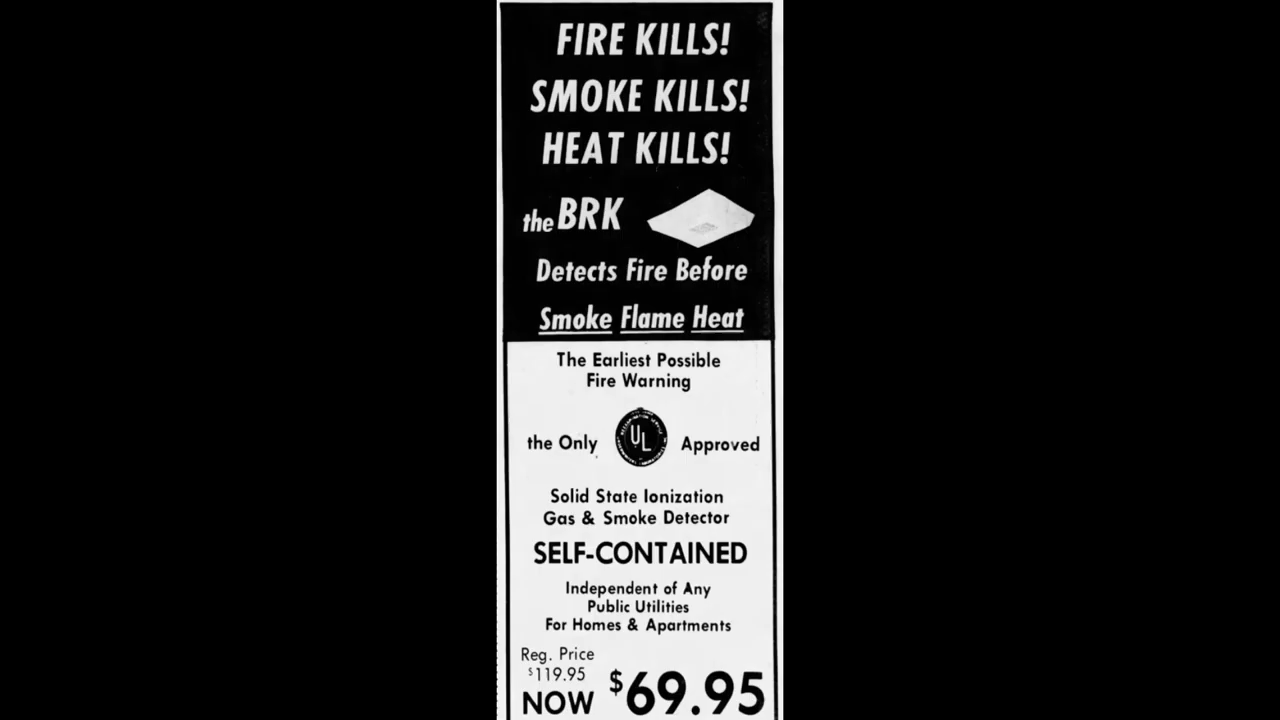 FIRE KILLS!
SMOKE KILLS!
HEAT KILLS!
the BRK
Detects Fire Before
Smoke Flame Heat
The Earliest Possible
Fire Warning
the Only UL Approved
Solid State Ionization
Gas & Smoke Detector
SELF-CONTAINED
Independent of Any
Public Utilities
For Homes & Apartments
Reg. Price
$119.95
NOW $69.95